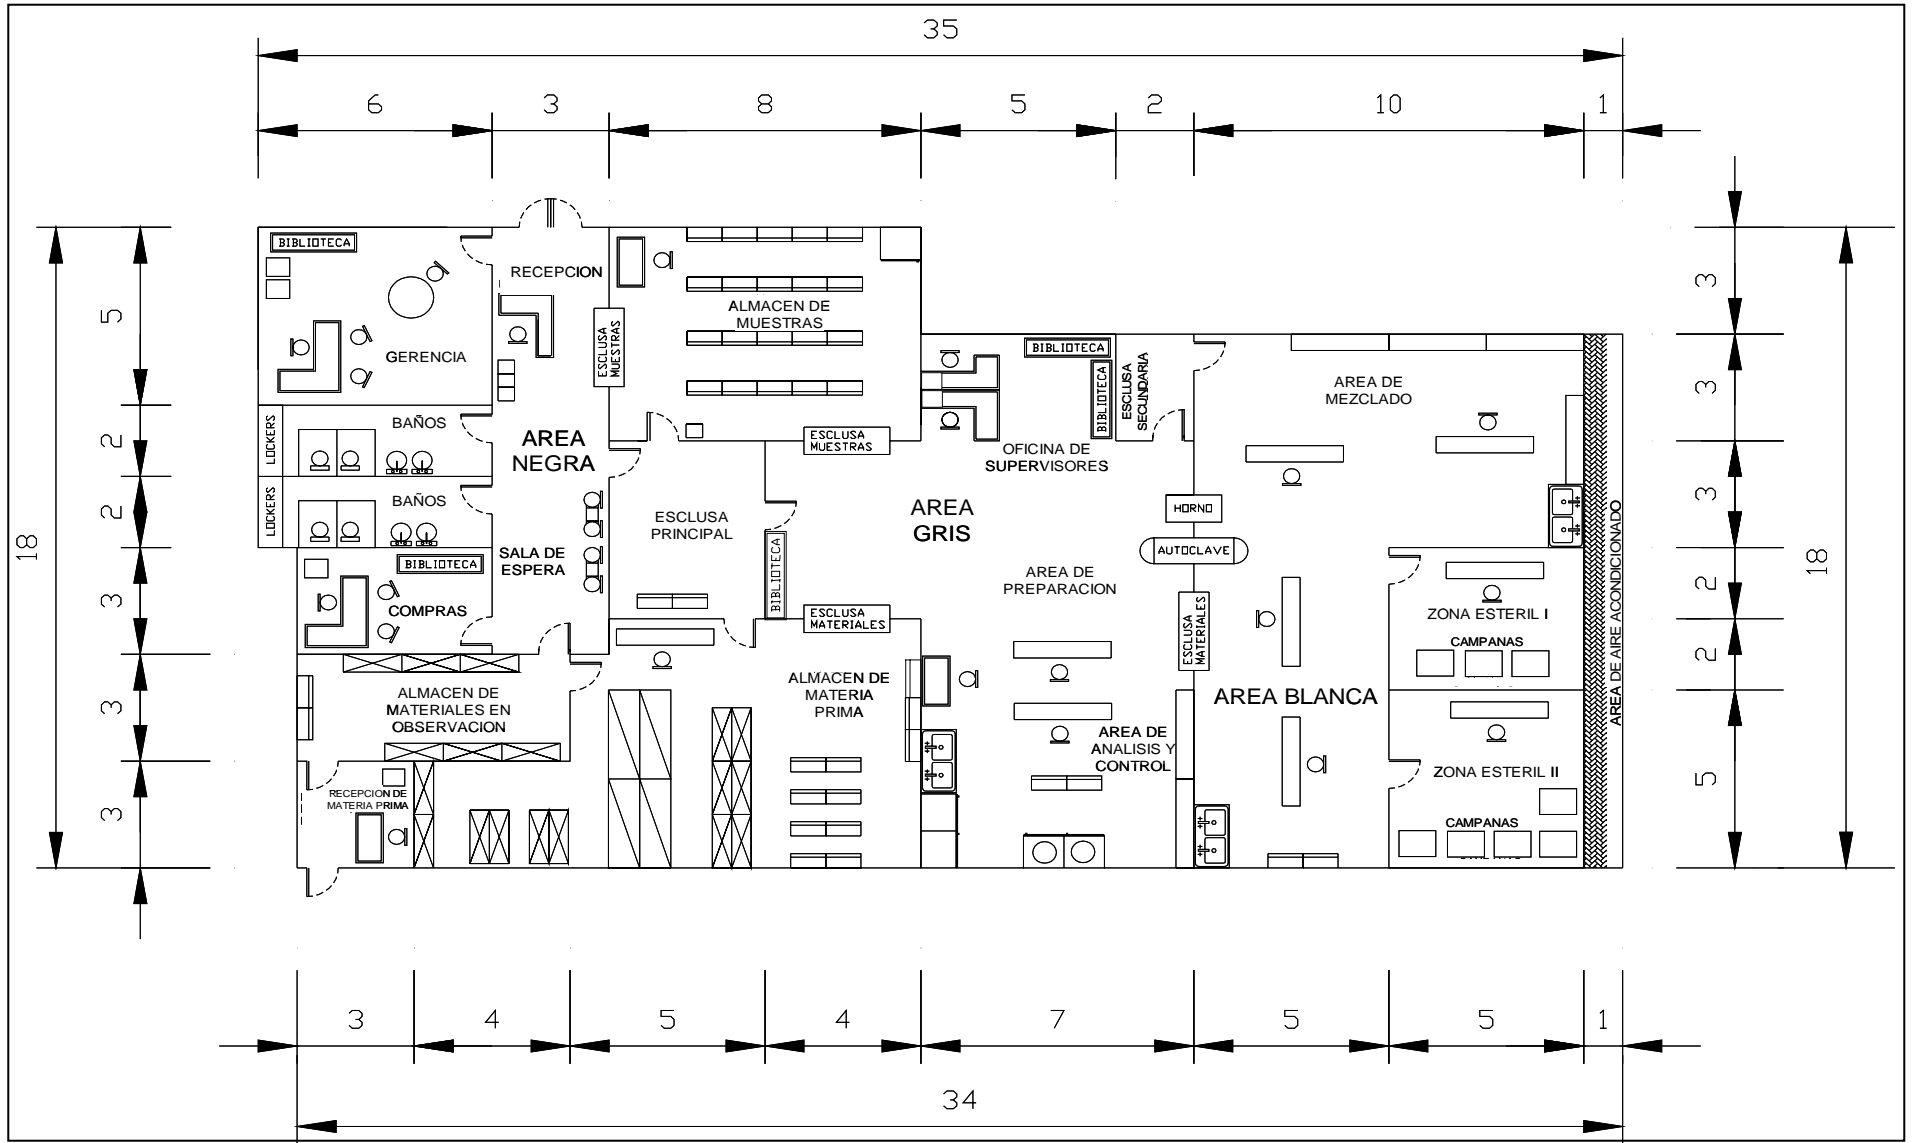 35
6
3
8
5
2
10
1
BIBLIOTECA
RECEPCION
ALMACEN DE
MUESTRAS
ESCLUSA
MUESTRAS
GERENCIA
BIBLIOTECA
BIBLIOTECA
ESCLUSA
SECUNDARIA
AREA DE
MEZCLADO
3
5
3
LOCKERS
BAÑOS
AREA
NEGRA
ESCLUSA
MUESTRAS
OFICINA DE
SUPERVISORES
2
LOCKERS
BAÑOS
ESCLUSA
PRINCIPAL
AREA
GRIS
HORNO
3
2
18
SALA DE
ESPERA
BIBLIOTECA
AUTOCLAVE
AREA DE AIRE ACONDICIONADO
18
BIBLIOTECA
COMPRAS
3
ESCLUSA
MATERIALES
AREA DE
PREPARACION
ESCLUSA
MATERIALES
ZONA ESTERIL I
CAMPANAS
2
2
ALMACEN DE
MATERIALES EN
OBSERVACION
3
ALMACEN DE
MATERIA
PRIMA
AREA BLANCA
AREA DE
ANALISIS Y
CONTROL
ZONA ESTERIL II
CAMPANAS
5
RECEPCION DE
MATERIA PRIMA
3
3
4
5
4
7
5
5
1
34